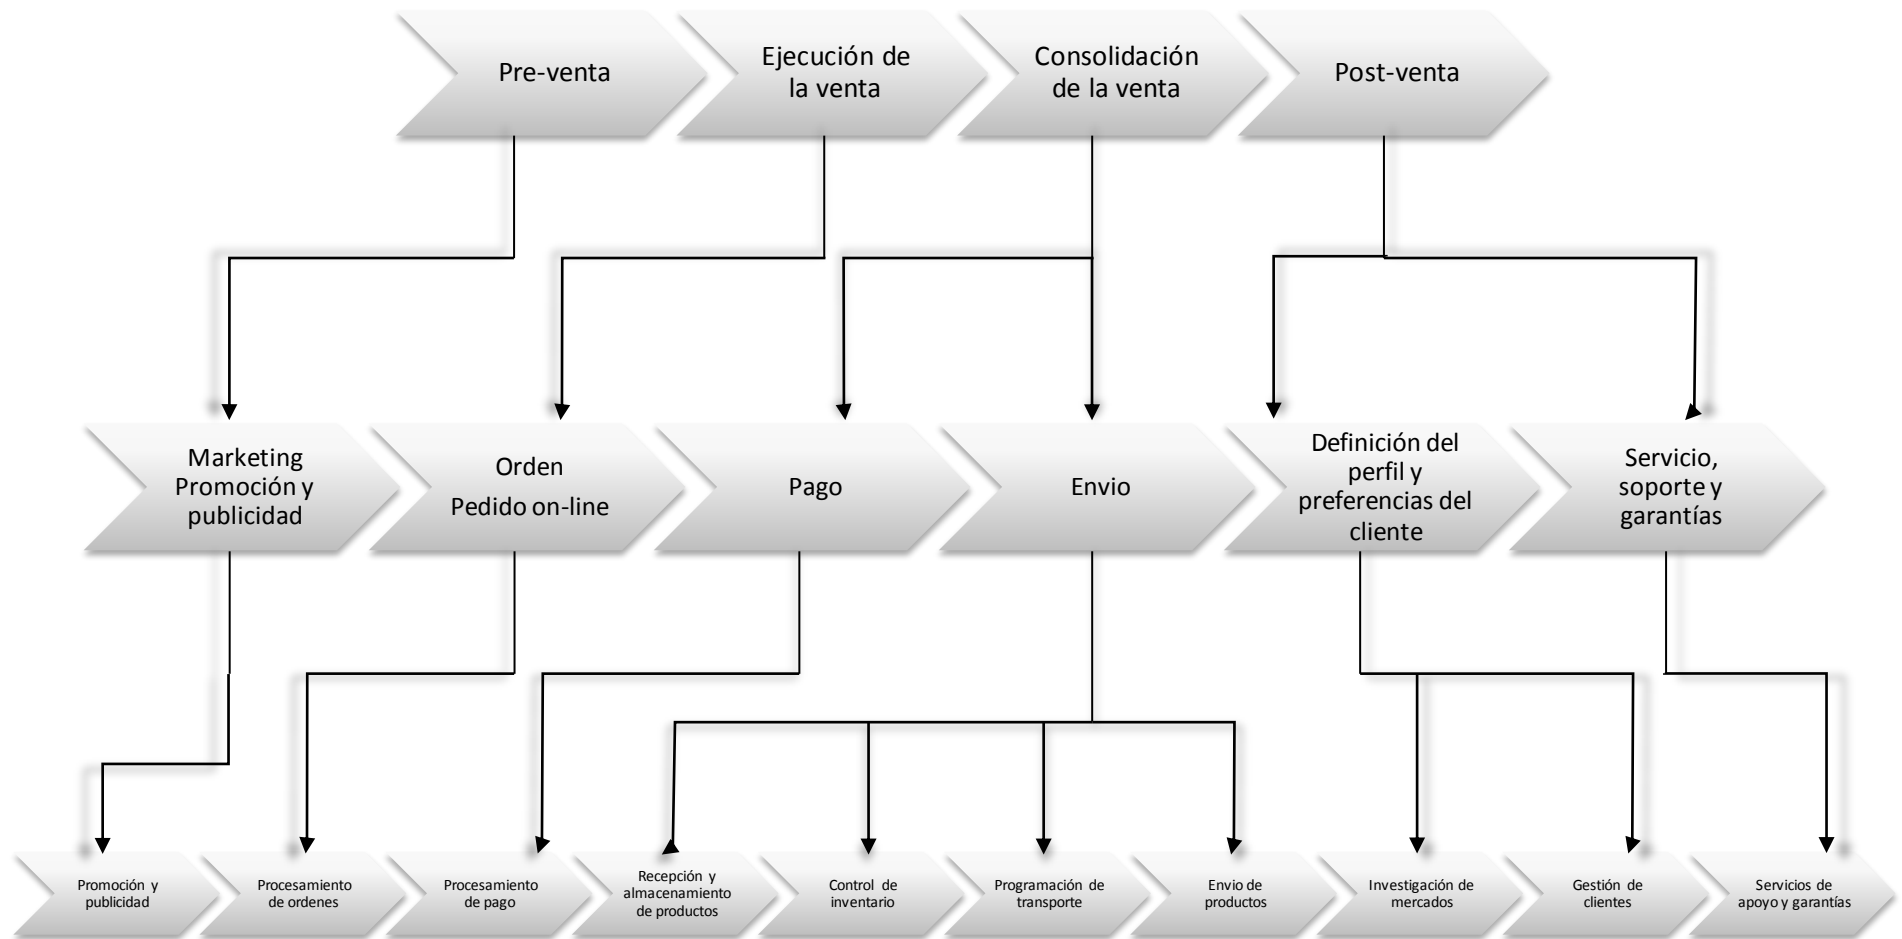 Pre-venta
Ejecución de
la venta
Consolidación
de la venta
Post-venta
Marketing
Promoción y
publicidad
Orden
Pedido on-line
Pago
Envio
Definición del
perfil y
preferencias del
cliente
Servicio,
soporte y
garantías
Promoción y
publicidad
Procesamiento
de ordenes
Procesamiento
de pago
Recepción y
almacenamiento
de productos
Control de
inventario
Programación de
transporte
Envio de
productos
Investigación de
mercados
Gestión de
clientes
Servicios de
apoyo y garantías